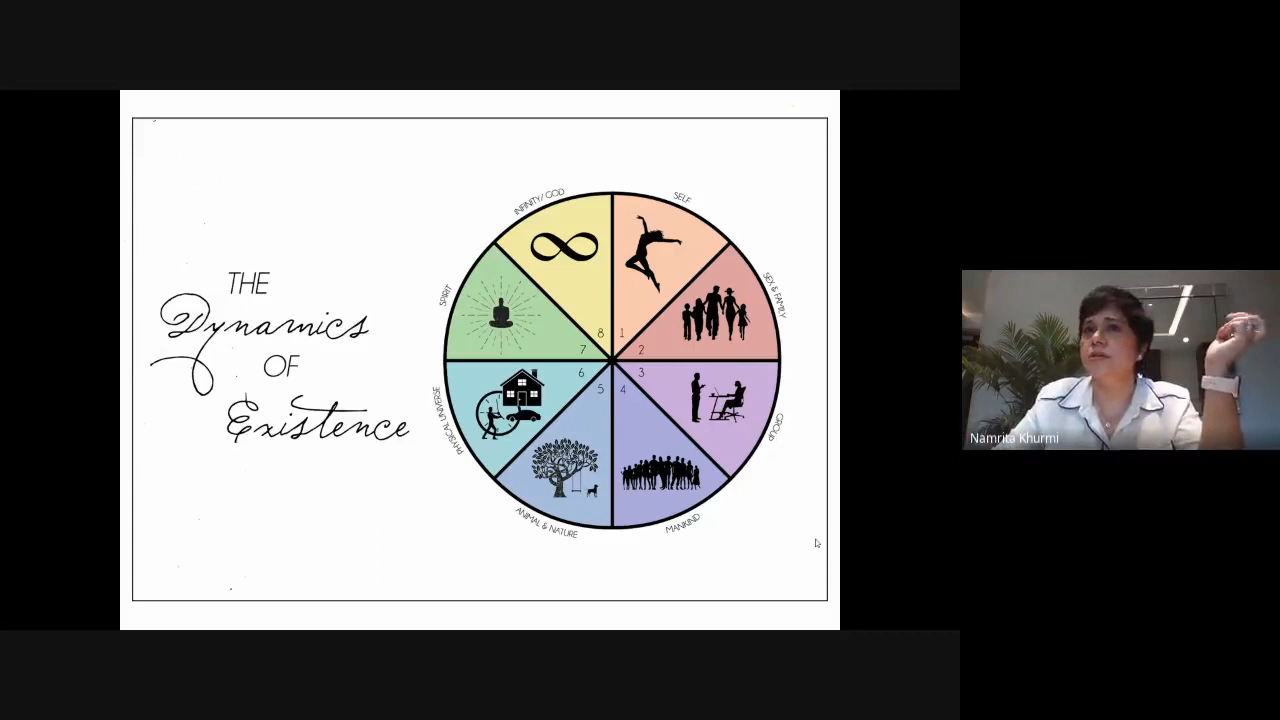 THE
Dynamics
OF
Existence
INFINITY/ GOD
SELF
SEX & FAMILY
GROUP
MANKIND
ANIMAL & NATURE
PHYSICAL UNIVERSE
SPIRIT
8 1
7 2
6 3
5 4
Namrita Khurmi